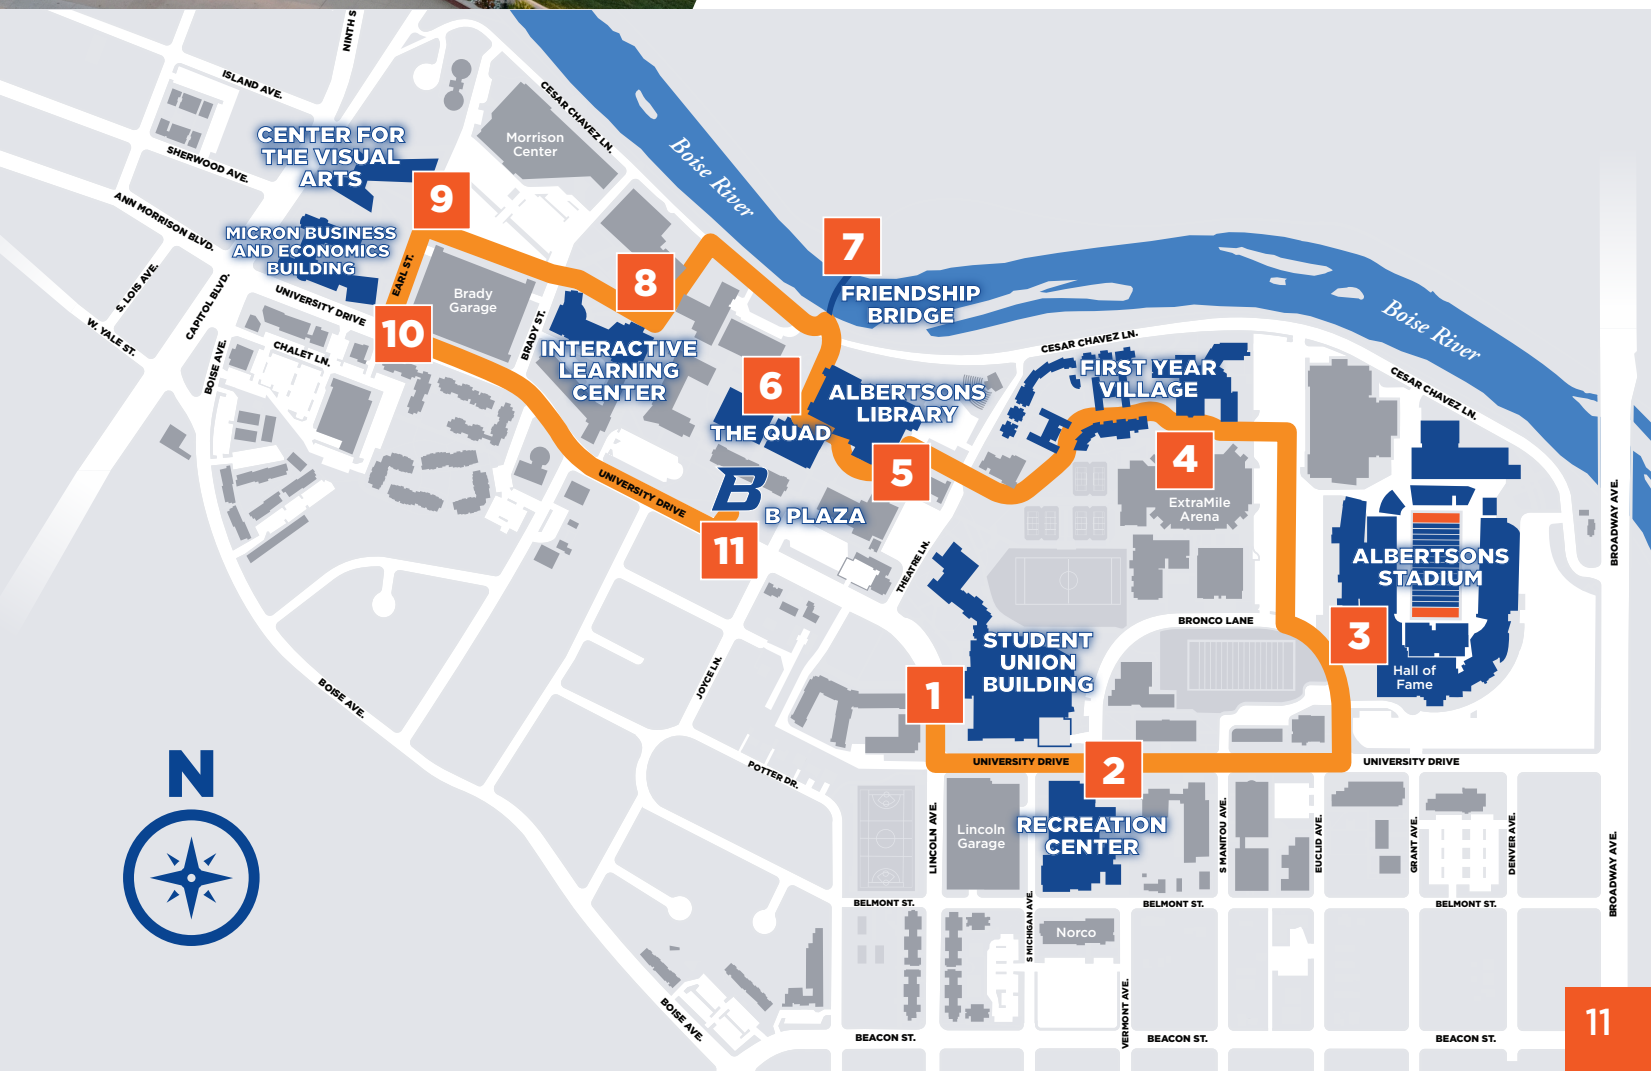 NINTH S
ISLAND AVE.
CESAR CHAVEZ LN.
CENTER FOR
THE VISUAL
ARTS
Morrison
Center
Boise River
SHERWOOD AVE.
9
ANN MORRISON BLVD.
MICRON BUSINESS
AND ECONOMICS
BUILDING
7
EARL ST.
8
S. LOIS AVE.
CAPITOL BLVD.
UNIVERSITY DRIVE
Brady
Garage
FRIENDSHIP
BRIDGE
Boise River
W. YALE ST.
10
BRADY ST.
CHALET LN.
BOISE AVE.
INTERACTIVE
LEARNING
CENTER
CESAR CHAVEZ LN.
6
ALBERTSONS
LIBRARY
FIRST YEAR
VILLAGE
CESAR CHAVEZ LN.
THE QUAD
5
4
UNIVERSITY DRIVE
B
B PLAZA
ExtraMile
Arena
BROADWAY AVE.
11
THEATRE LN.
ALBERTSONS
STADIUM
BRONCO LANE
3
STUDENT
UNION
BUILDING
Hall of
Fame
1
JOYCE LN.
BOISE AVE.
N
POTTER DR.
UNIVERSITY DRIVE
2
UNIVERSITY DRIVE
LINCOLN AVE.
Lincoln
Garage
RECREATION
CENTER
S MANITOU AVE.
EUCLID AVE.
GRANT AVE.
DENVER AVE.
BROADWAY AVE.
BELMONT ST.
BELMONT ST.
BELMONT ST.
S MICHIGAN AVE.
Norco
BOISE AVE.
VERMONT AVE.
BEACON ST.
BEACON ST.
BEACON ST.
11